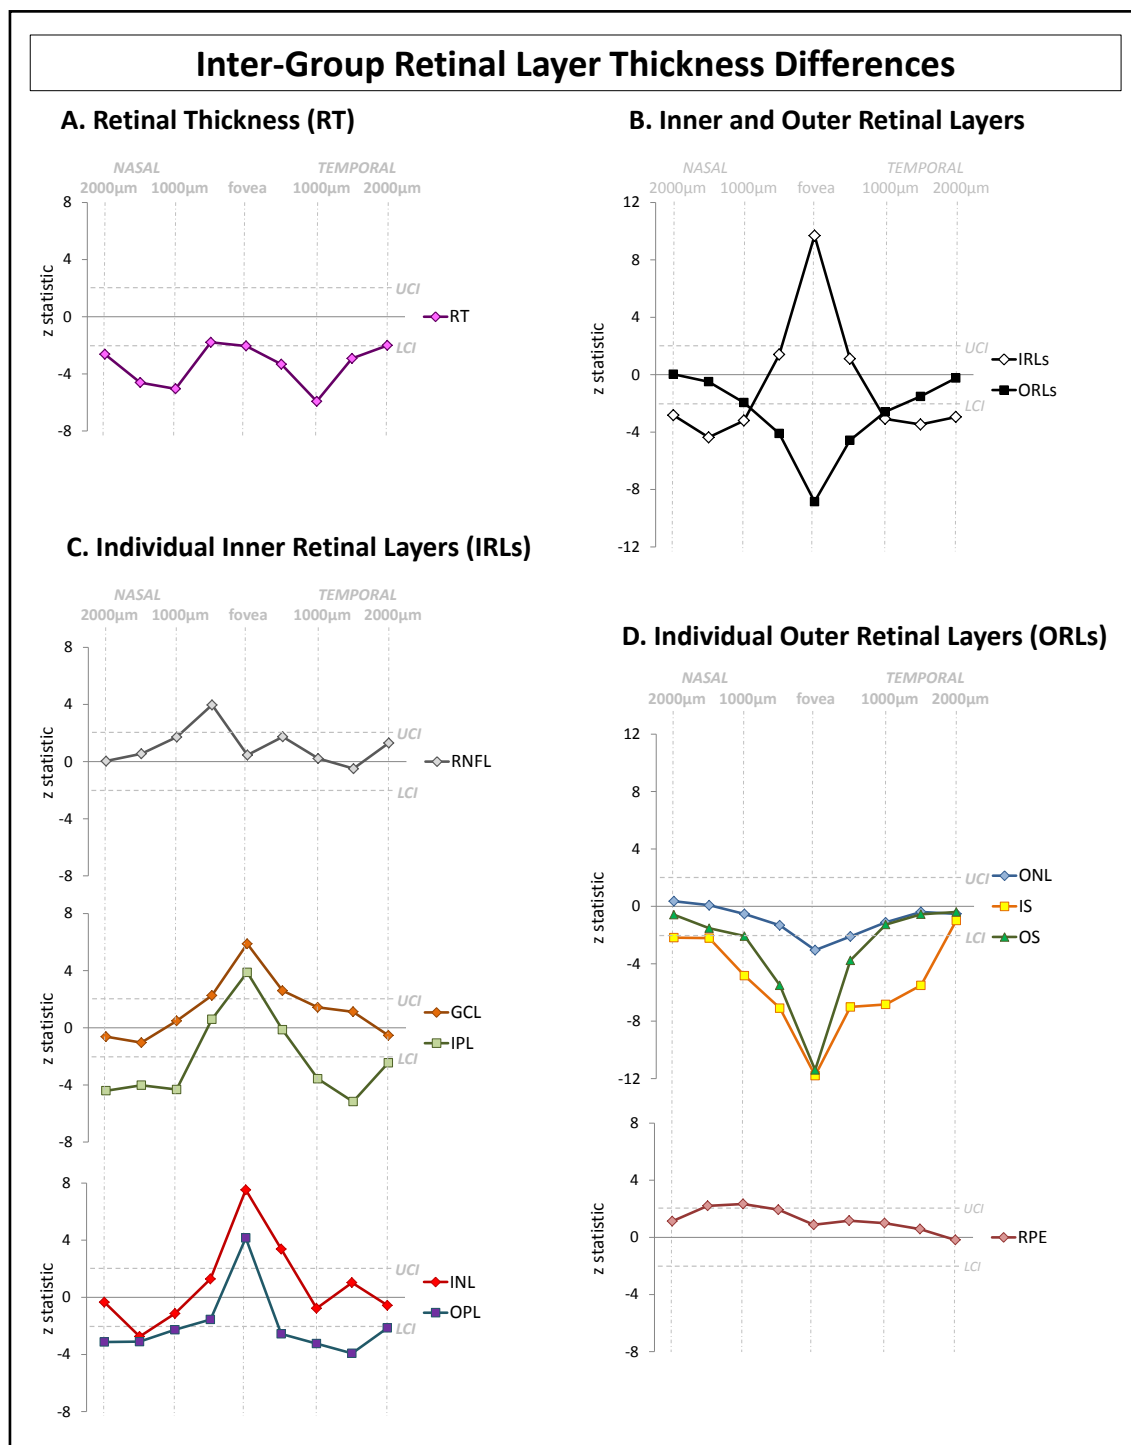 Inter-Group Retinal Layer Thickness Differences
A. Retinal Thickness (RT)
NASAL TEMPORAL
2000µm 1000µm fovea 1000µm 2000µm
8
4
0
-4
-8
z statistic
UCI
LCI
RT
B. Inner and Outer Retinal Layers
NASAL TEMPORAL
2000µm 1000µm fovea 1000µm 2000µm
12
8
4
0
-4
-8
-12
z statistic
UCI
LCI
IRLs
ORLs
C. Individual Inner Retinal Layers (IRLs)
NASAL TEMPORAL
2000µm 1000µm fovea 1000µm 2000µm
8
4
0
-4
-8
z statistic
UCI
LCI
RNFL
8
4
0
-4
-8
z statistic
UCI
LCI
GCL
IPL
8
4
0
-4
-8
z statistic
UCI
LCI
INL
OPL
D. Individual Outer Retinal Layers (ORLs)
NASAL TEMPORAL
2000µm 1000µm fovea 1000µm 2000µm
12
8
4
0
-4
-8
-12
z statistic
UCI
LCI
ONL
IS
OS
8
4
0
-4
-8
z statistic
UCI
LCI
RPE